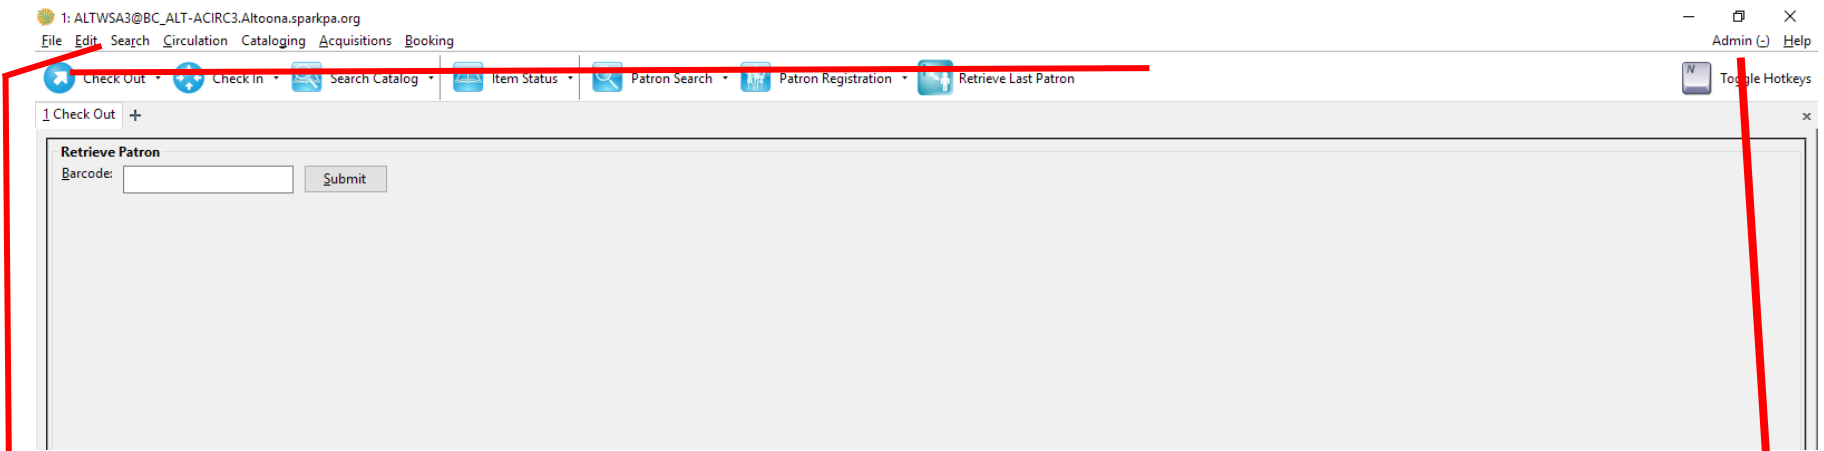 1: ALTWSA3@BC_ALT-ACIRC3.Altoona.sparkpa.org
File Edit Search Circulation Cataloging Acquisitions Booking Admin (-) Help
Check Out Check In Search Catalog Item Status Patron Search Patron Registration Retrieve Last Patron N Toggle Hotkeys
1 Check Out + x
Retrieve Patron
Barcode: Submit